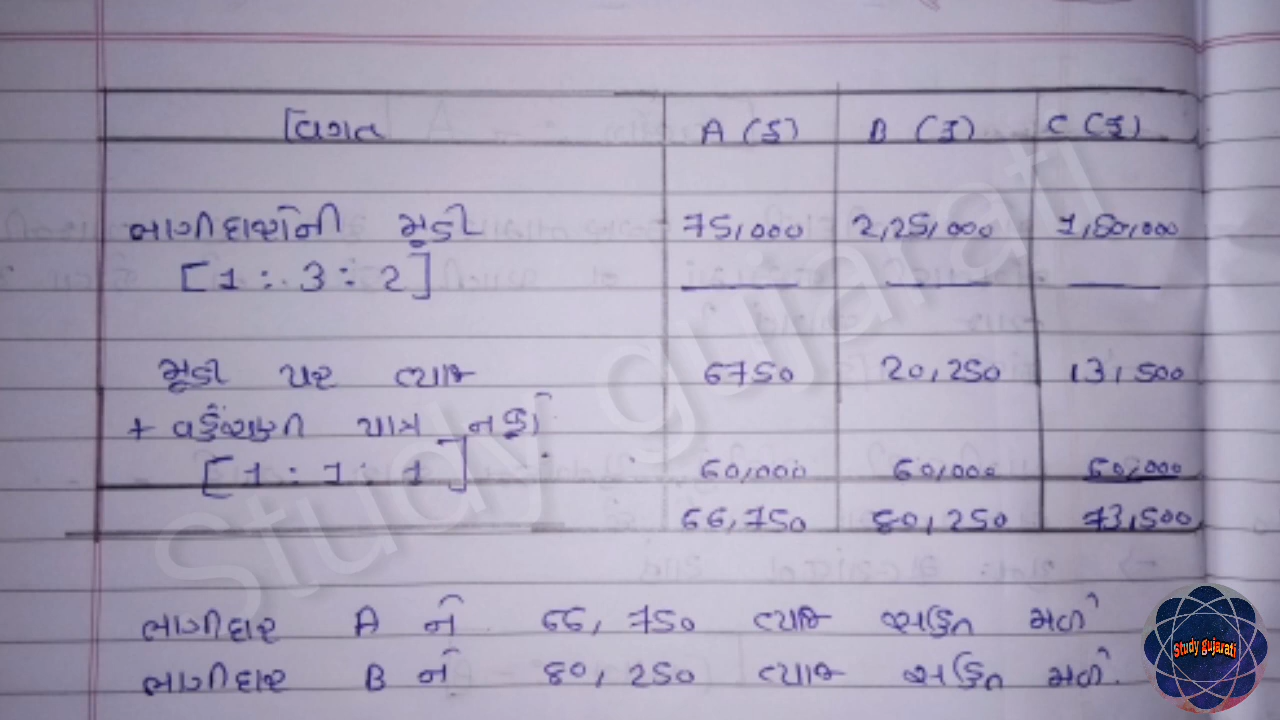 વિગત A (રૂ) B (રૂ) C (રૂ)
ભાગીદારોની મૂડી 75,000 2,25,000 1,50,000
[1 : 3 : 2]
મૂડી પર વ્યાજ 6750 20,250 13,500
+ વહેંચણી પાત્ર નફો
[1 : 1 : 1] 60,000 60,000 60,000
66,750 80,250 73,500
ભાગીદાર A ને 66,750 વ્યાજ સહિત મળે
ભાગીદાર B ને 80,250 વ્યાજ સહિત મળે.
Study gujarati
Study gujarati